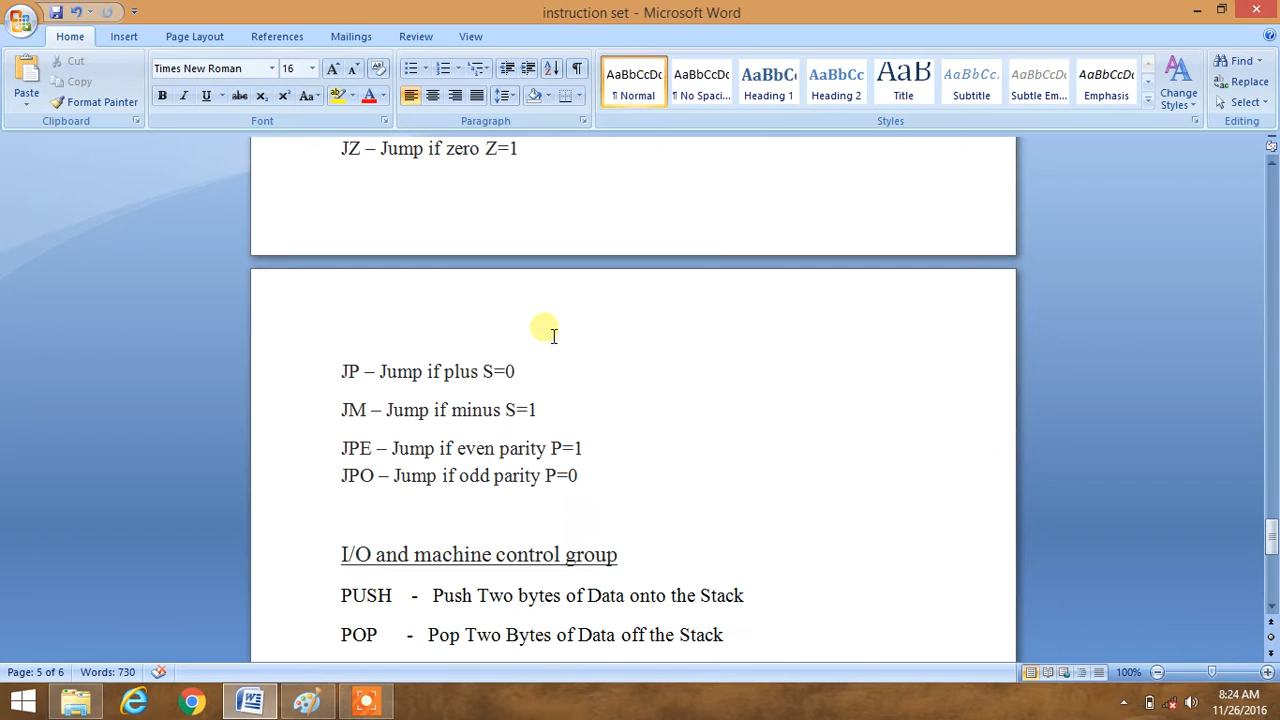 instruction set - Microsoft Word
Home Insert Page Layout References Mailings Review View
Paste
Cut
Copy
Format Painter
Clipboard
Times New Roman 16
Font
Paragraph
AaBbCcDc AaBbCcDc AaBbC AaBbCc AaB AaBbCc. AaBbCcDc AaBbCcDc
¶ Normal ¶ No Spaci... Heading 1 Heading 2 Title Subtitle Subtle Em... Emphasis
Change Styles
Styles
Find
Replace
Select
Editing
JZ – Jump if zero Z=1
JP – Jump if plus S=0
JM – Jump if minus S=1
JPE – Jump if even parity P=1
JPO – Jump if odd parity P=0
I/O and machine control group
PUSH - Push Two bytes of Data onto the Stack
POP - Pop Two Bytes of Data off the Stack
Page: 5 of 6 Words: 730 100%
8:24 AM
11/26/2016